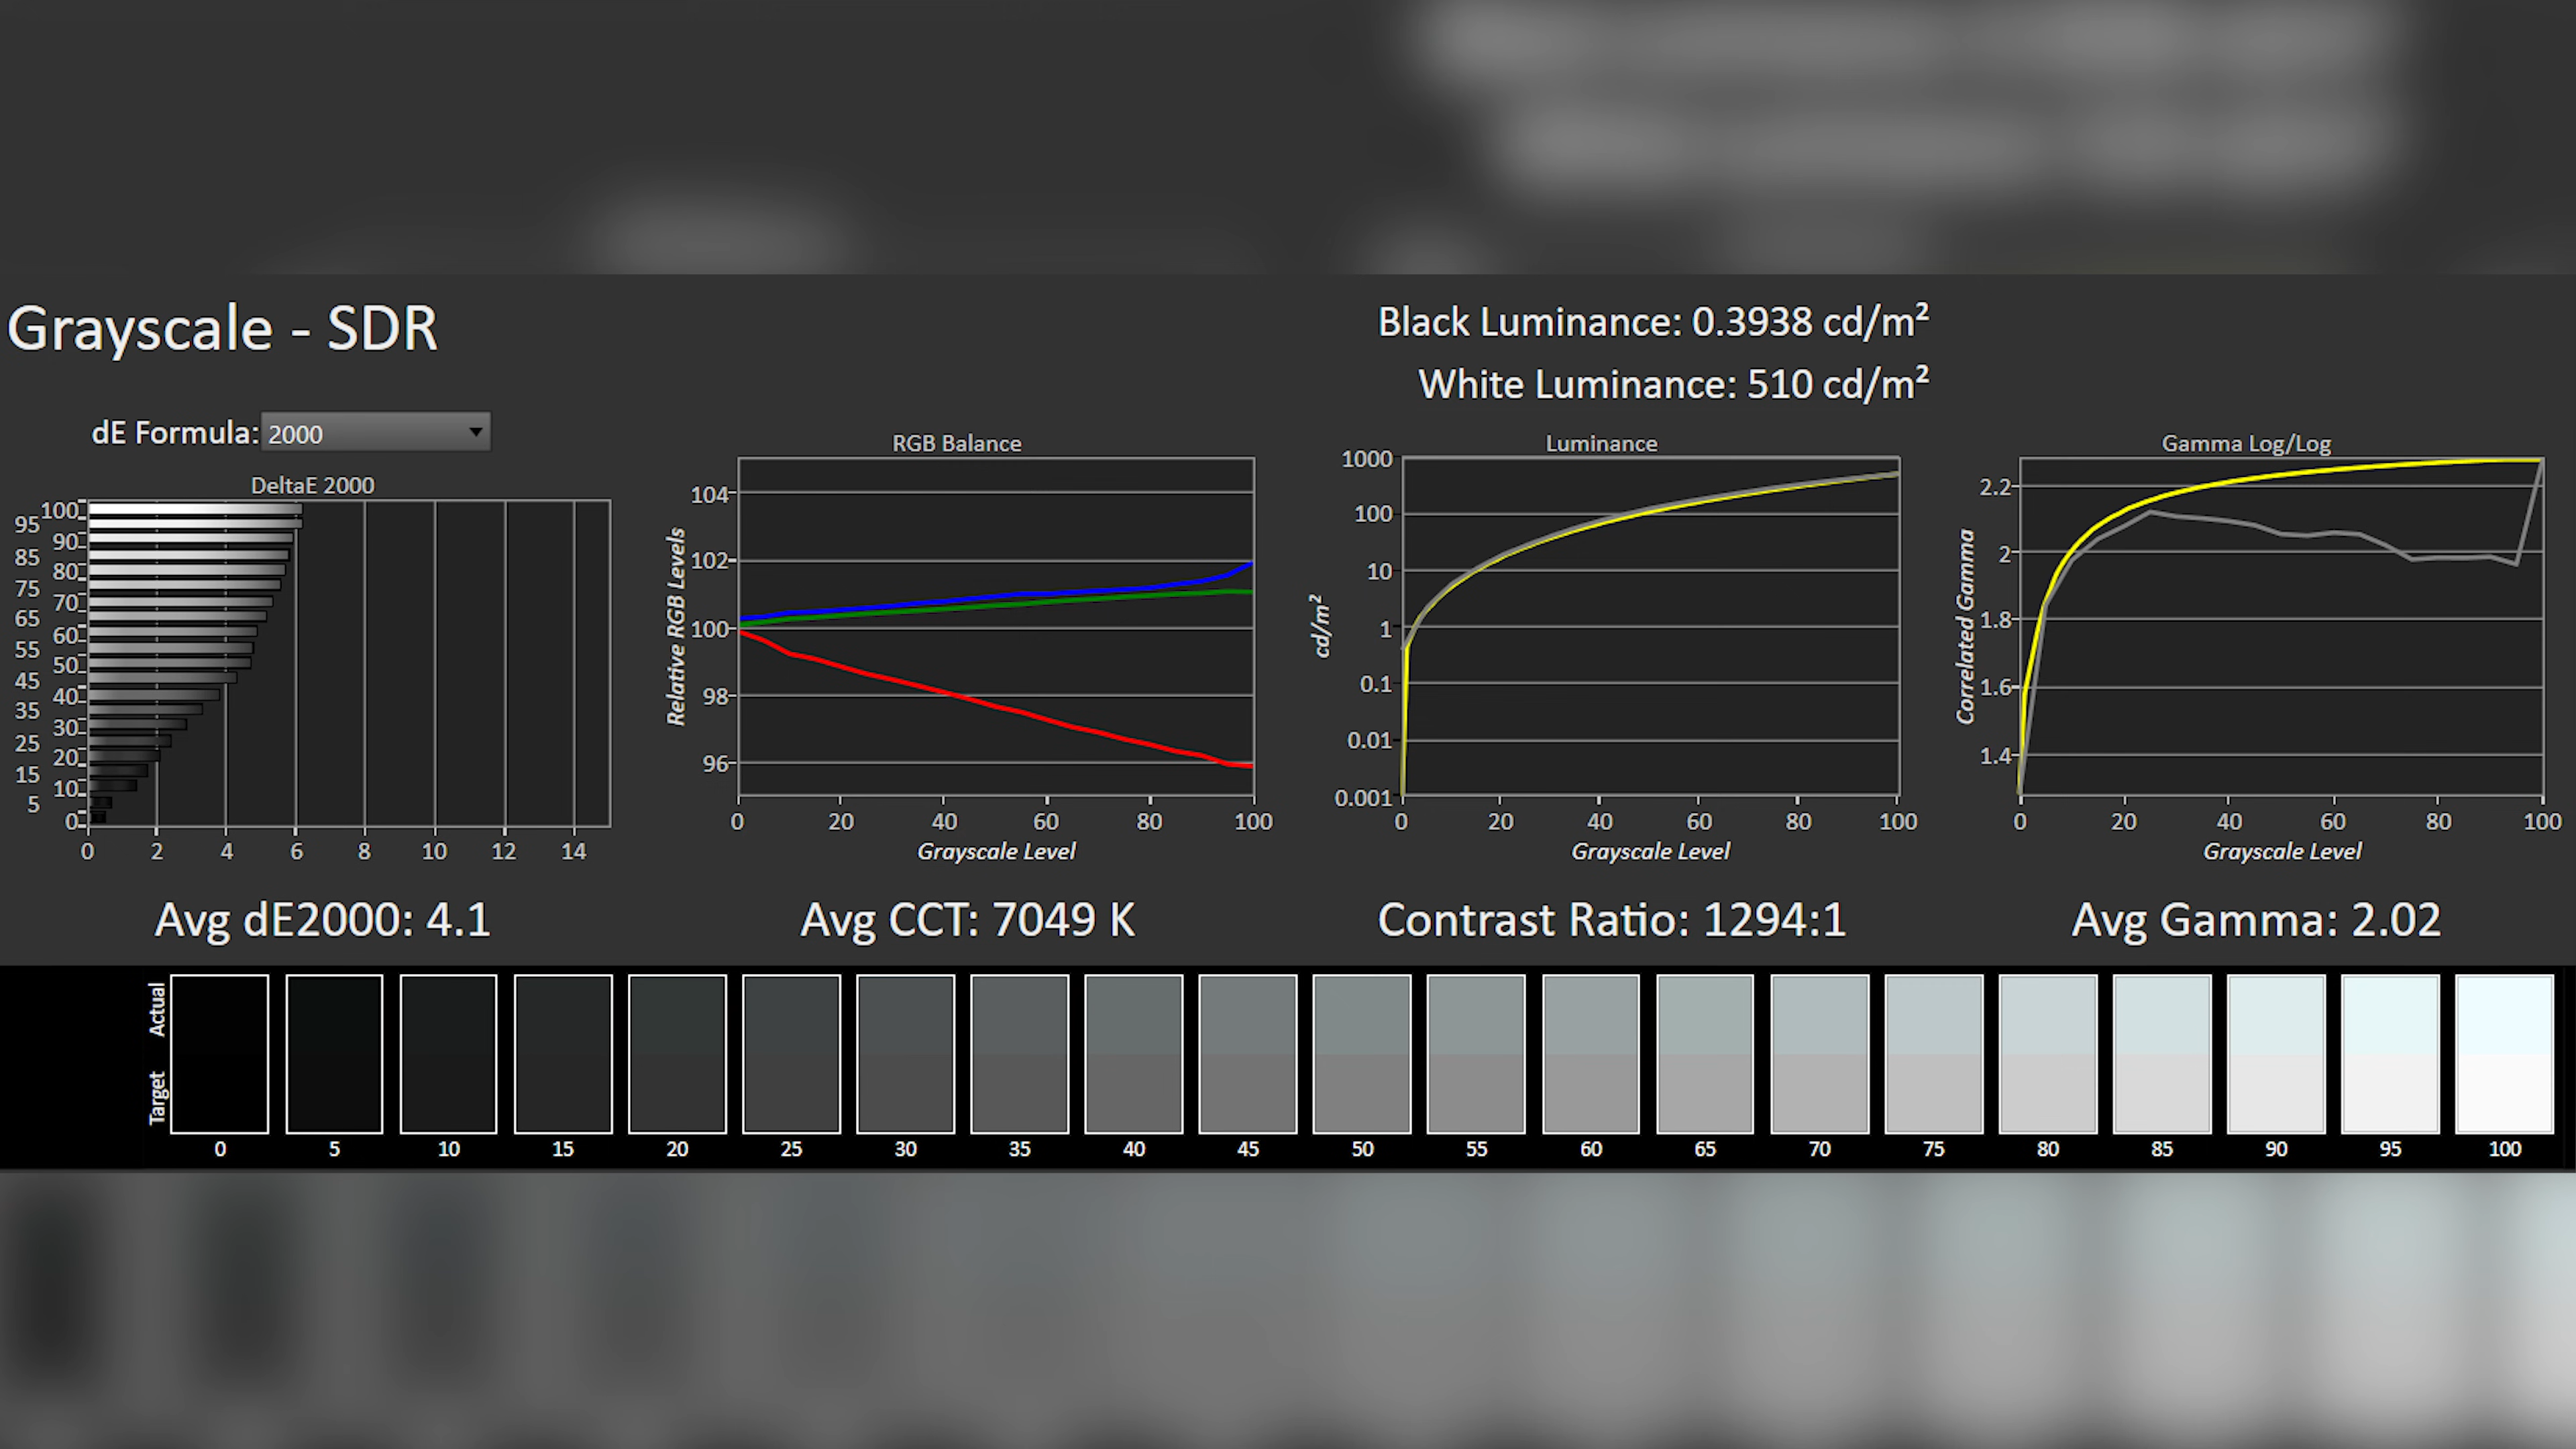 Grayscale - SDR
Black Luminance: 0.3938 cd/m²
White Luminance: 510 cd/m²
dE Formula: 2000
DeltaE 2000
100
95
90
85
80
75
70
65
60
55
50
45
40
35
30
25
20
15
10
5
0
0 2 4 6 8 10 12 14
RGB Balance
Relative RGB Levels
104
102
100
98
96
0 20 40 60 80 100
Grayscale Level
Luminance
cd/m²
1000
100
10
1
0.1
0.01
0.001
0 20 40 60 80 100
Grayscale Level
Gamma Log/Log
Correlated Gamma
2.2
2
1.8
1.6
1.4
0 20 40 60 80 100
Grayscale Level
Avg dE2000: 4.1
Avg CCT: 7049 K
Contrast Ratio: 1294:1
Avg Gamma: 2.02
Actual
Target
0 5 10 15 20 25 30 35 40 45 50 55 60 65 70 75 80 85 90 95 100